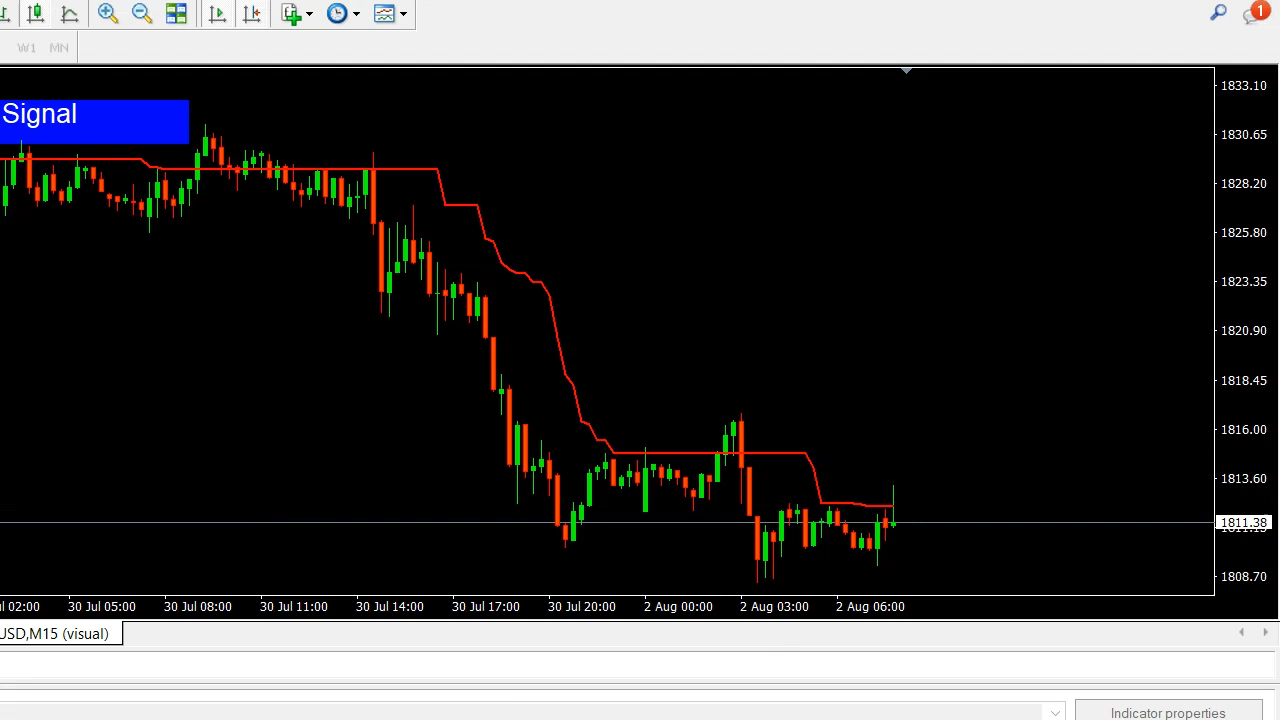 1
W1 MN
Signal
1833.10
1830.65
1828.20
1825.80
1823.35
1820.90
1818.45
1816.00
1813.60
1811.38
1808.70
ul 02:00 30 Jul 05:00 30 Jul 08:00 30 Jul 11:00 30 Jul 14:00 30 Jul 17:00 30 Jul 20:00 2 Aug 00:00 2 Aug 03:00 2 Aug 06:00
USD,M15 (visual)
Indicator properties